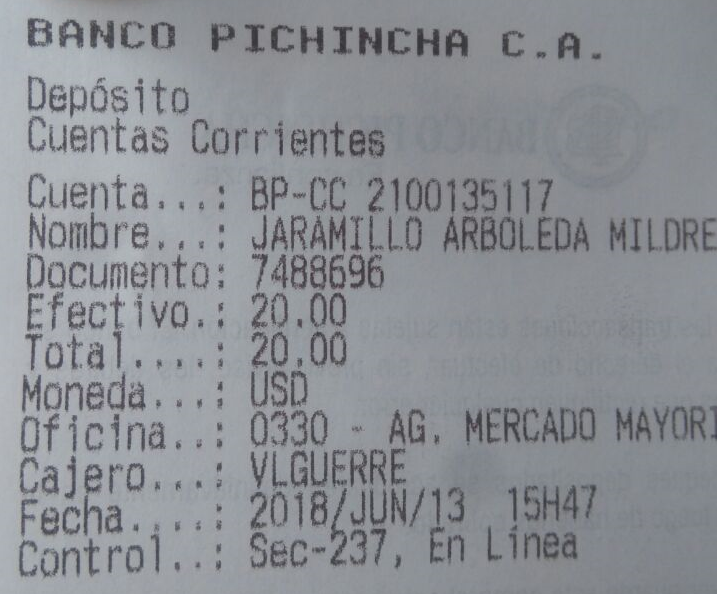 BANCO PICHINCHA C.A.
Depósito
Cuentas Corrientes
Cuenta...: BP-CC 2100135117
Nombre...: JARAMILLO ARBOLEDA MILDRE
Documento: 7488696
Efectivo.: 20.00
Total....: 20.00
Moneda...: USD
Oficina..: 0330 - AG. MERCADO MAYORI
Cajero...: VLGUERRE
Fecha....: 2018/JUN/13 15H47
Control..: Sec-237, En Línea